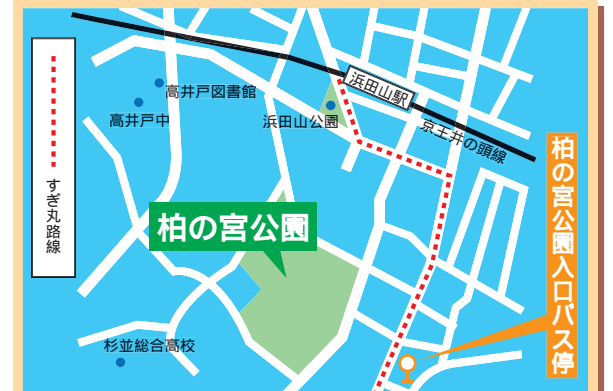 すぎ丸路線
高井戸図書館
高井戸中
浜田山公園
浜田山駅
京王井の頭線
柏の宮公園
柏の宮公園入口バス停
杉並総合高校